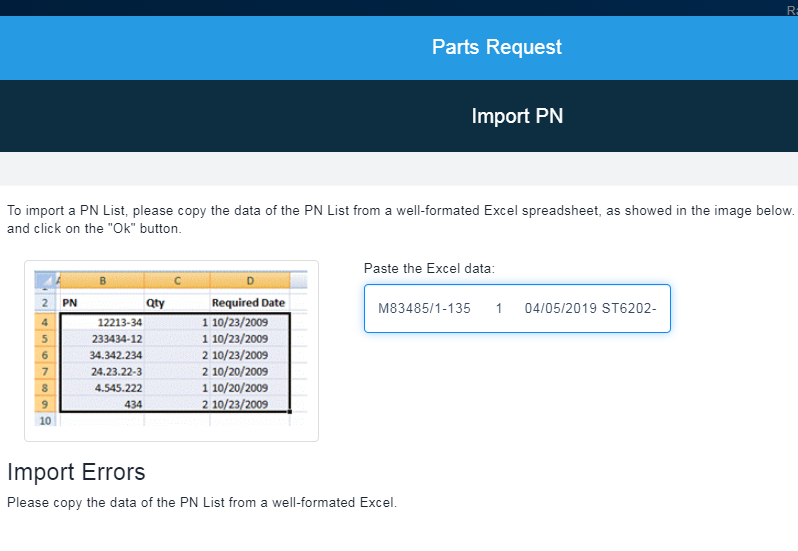 Parts Request
Import PN
To import a PN List, please copy the data of the PN List from a well-formated Excel spreadsheet, as showed in the image below.
and click on the "Ok" button.
Paste the Excel data:
M83485/1-135 1 04/05/2019 ST6202-
B C D
2 PN Qty Required Date
4 12213-34 1 10/23/2009
5 233434-12 1 10/23/2009
6 34.342.234 2 10/23/2009
7 24.23.22-3 2 10/20/2009
8 4.545.222 1 10/20/2009
9 434 2 10/23/2009
10
Import Errors
Please copy the data of the PN List from a well-formated Excel.